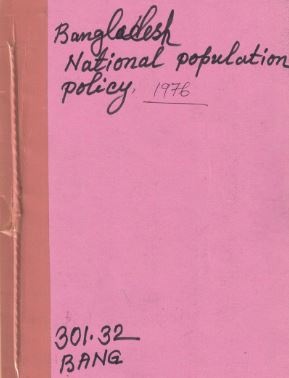 Bangladesh
National population
policy, 1976
301.32
BANG